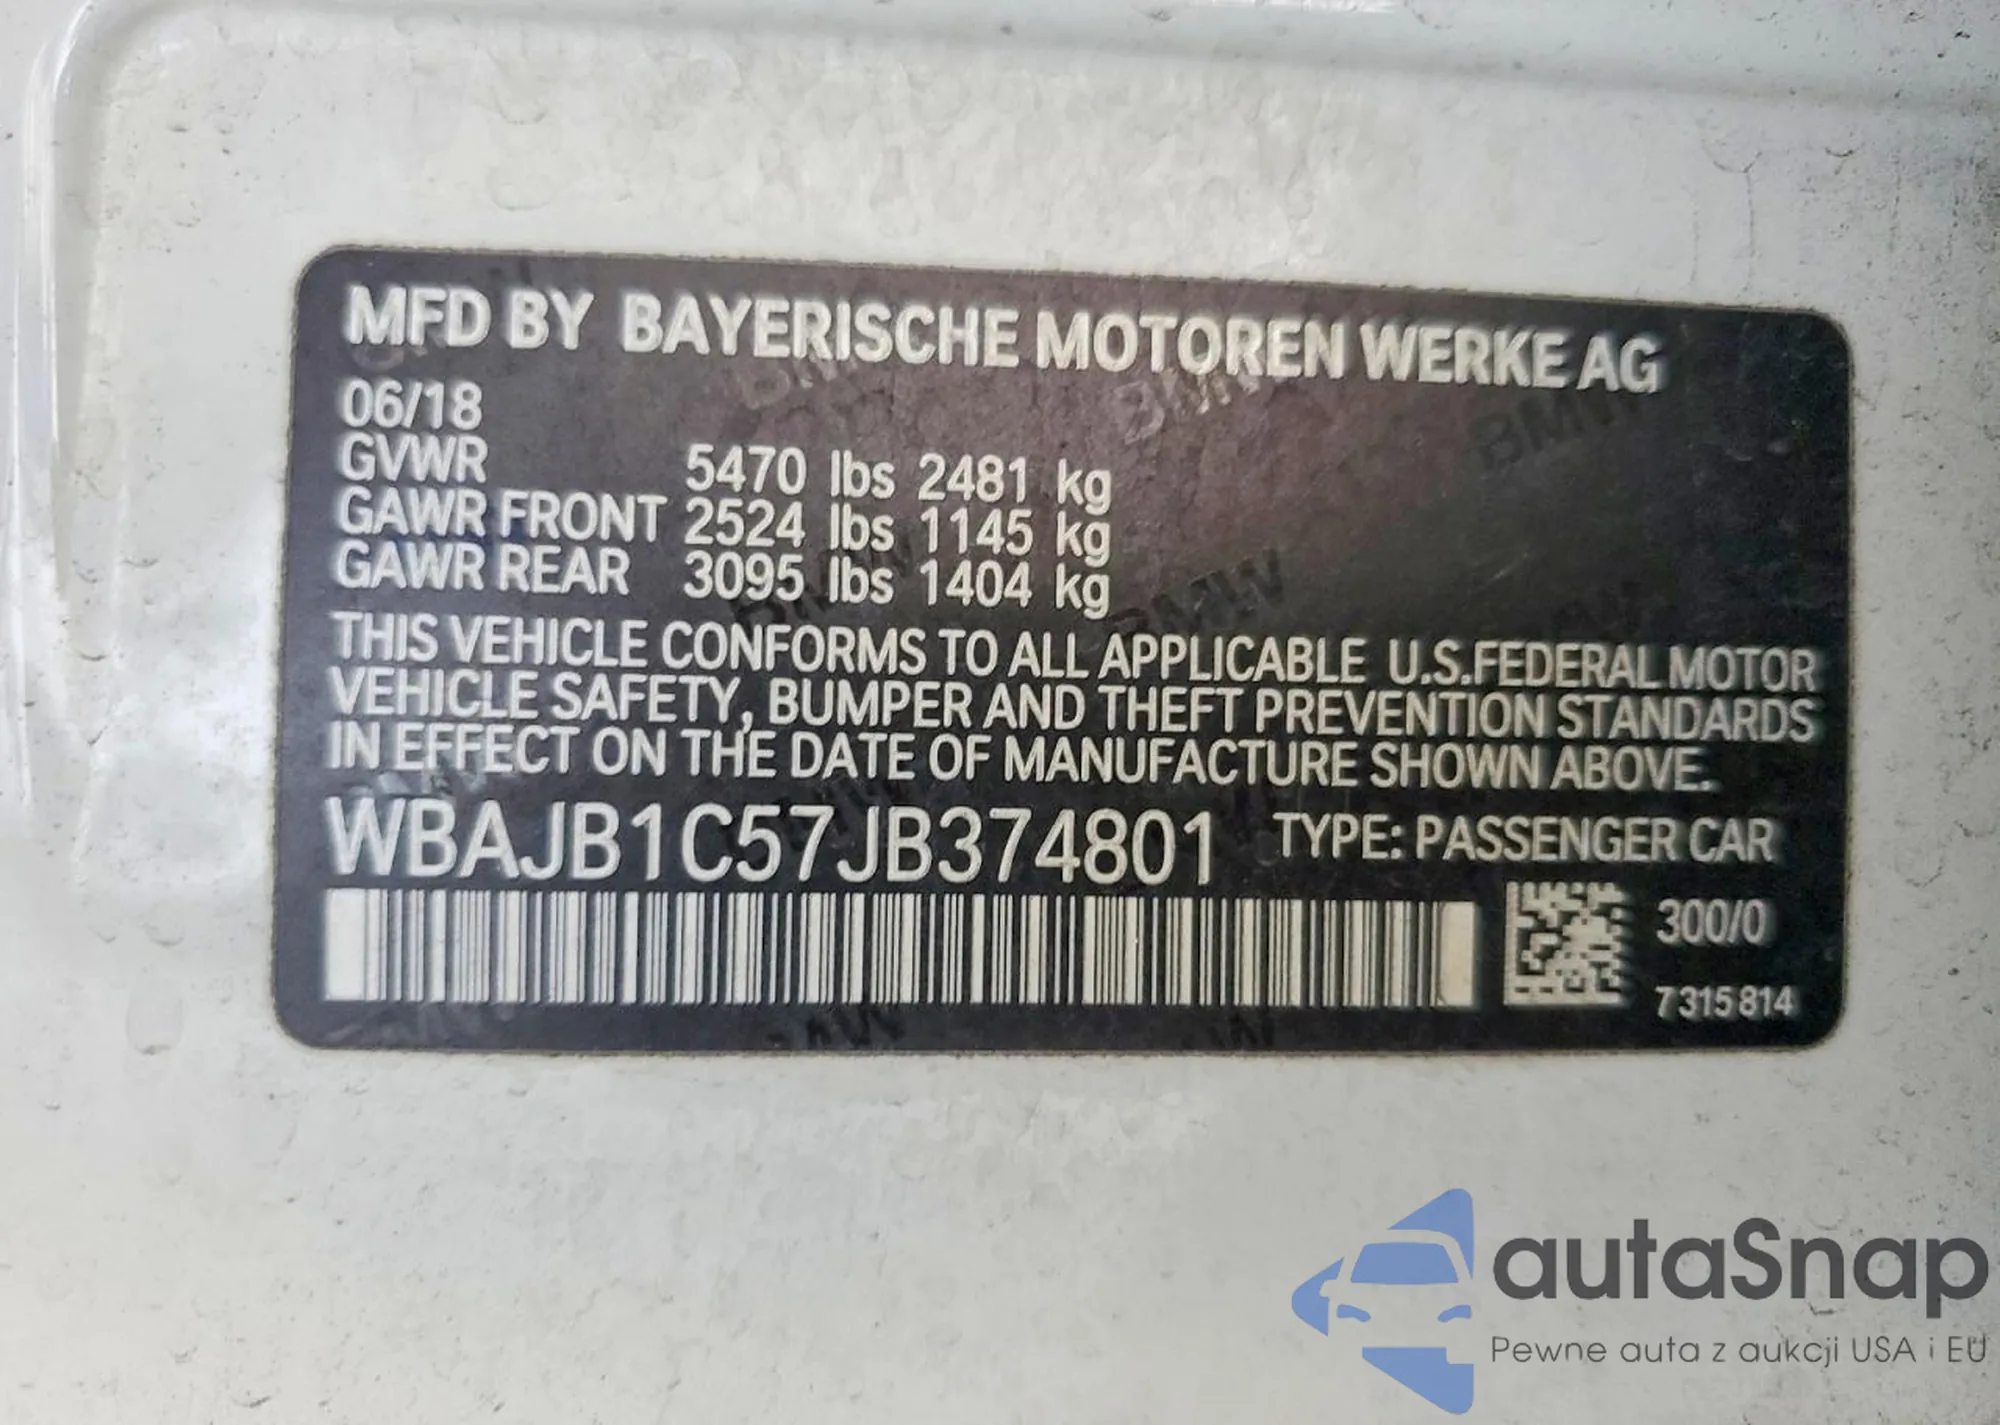 MFD BY BAYERISCHE MOTOREN WERKE AG
06/18
GVWR 5470 lbs 2481 kg
GAWR FRONT 2524 lbs 1145 kg
GAWR REAR 3095 lbs 1404 kg
THIS VEHICLE CONFORMS TO ALL APPLICABLE U.S.FEDERAL MOTOR
VEHICLE SAFETY, BUMPER AND THEFT PREVENTION STANDARDS
IN EFFECT ON THE DATE OF MANUFACTURE SHOWN ABOVE.
WBAJB1C57JB374801 TYPE: PASSENGER CAR
300/0
7315814
autaSnap
Pewne auta z aukcji USA i EU